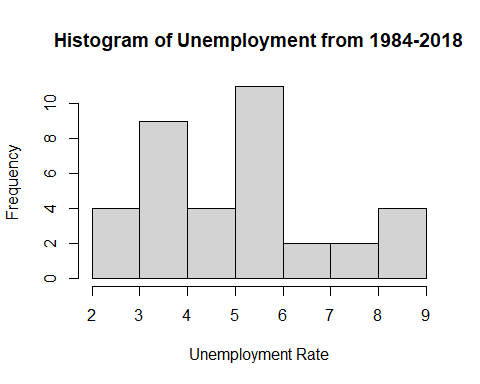 Histogram of Unemployment from 1984-2018
Frequency
10
8
6
4
2
0
2 3 4 5 6 7 8 9
Unemployment Rate